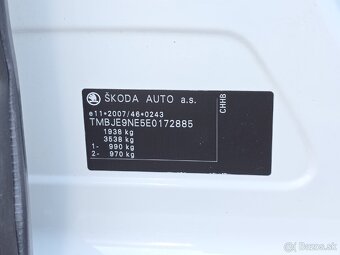 ŠKODA AUTO a.s.
e11*2007/46*0243
TMBJE9NE5E0172885
1938 kg
3538 kg
1- 990 kg
2- 970 kg
CHHB
© Bazos.sk